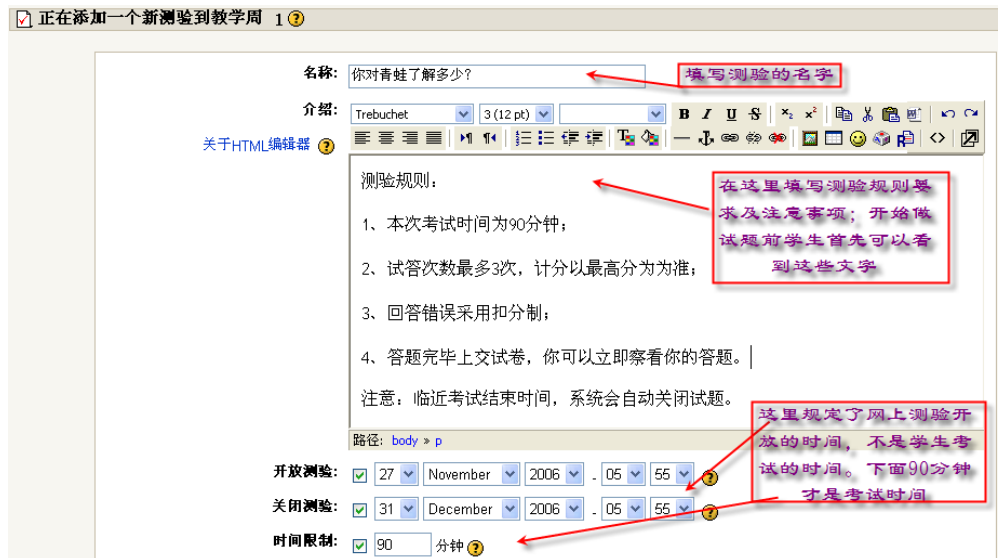 正在添加一个新测验到教学周 1
名称: 你对青蛙了解多少?
填写测验的名字
介绍:
Trebuchet 3 (12 pt)
关于HTML编辑器
测验规则:
1、本次考试时间为90分钟;
2、试答次数最多3次,计分以最高分为为准;
3、回答错误采用扣分制;
4、答题完毕上交试卷,你可以立即察看你的答题。
注意:临近考试结束时间,系统会自动关闭试题。
在这里填写测验规则要
求及注意事项;开始做
试题前学生首先可以看
到这些文字
路径: body » p
这里规定了网上测验开
放的时间,不是学生考
试的时间。下面90分钟
才是考试时间
开放测验: 27 November 2006 - 05 55
关闭测验: 31 December 2006 - 05 55
时间限制: 90 分钟